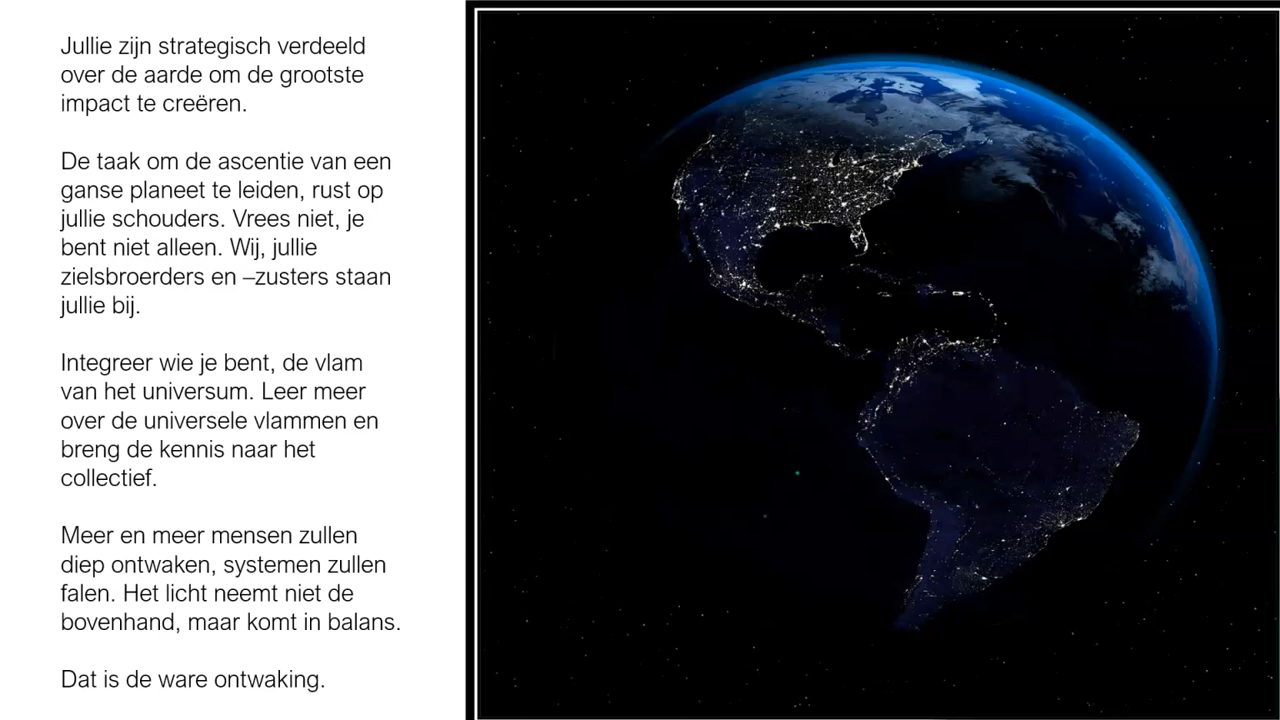 Jullie zijn strategisch verdeeld
over de aarde om de grootste
impact te creëren.
De taak om de ascentie van een
ganse planeet te leiden, rust op
jullie schouders. Vrees niet, je
bent niet alleen. Wij, jullie
zielsbroerders en –zusters staan
jullie bij.
Integreer wie je bent, de vlam
van het universum. Leer meer
over de universele vlammen en
breng de kennis naar het
collectief.
Meer en meer mensen zullen
diep ontwaken, systemen zullen
falen. Het licht neemt niet de
bovenhand, maar komt in balans.
Dat is de ware ontwaking.